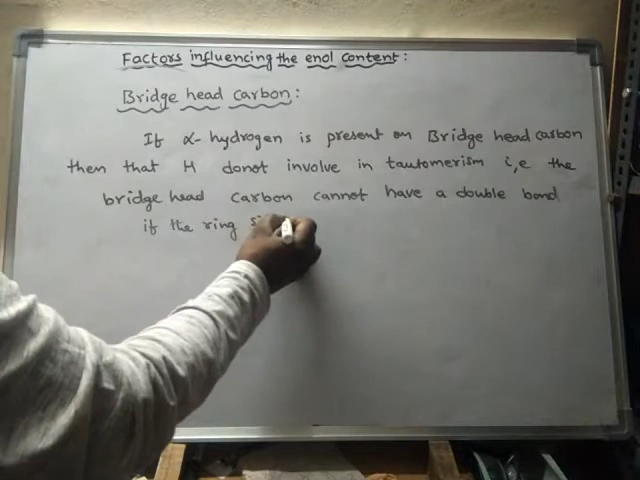 Factors influencing the enol content:
Bridge head carbon:
If α- hydrogen is present on Bridge head carbon
then that H donot involve in tautomerism i,e the
bridge head carbon cannot have a double bond
if the ring